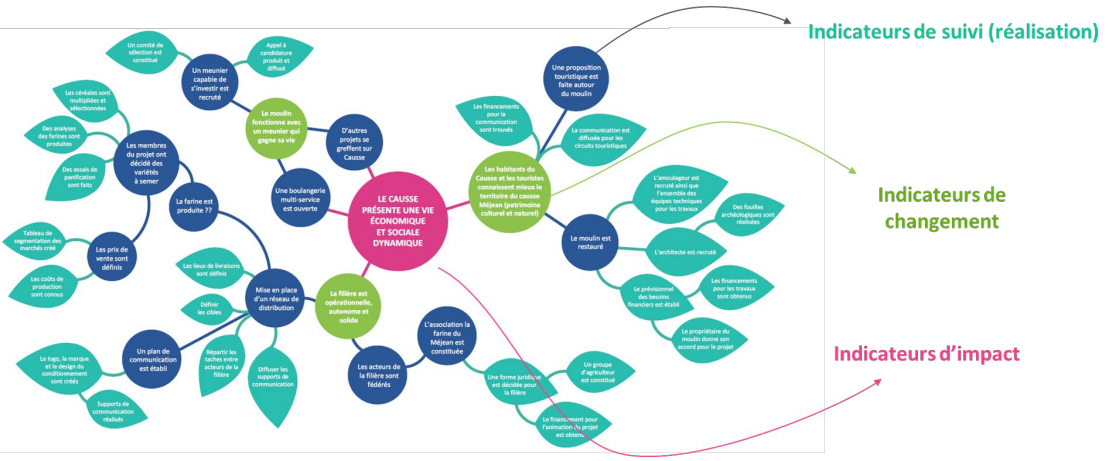 Indicateurs de suivi (réalisation)
Un comité de
sélection est
constitué
Appel à
candidature
produit et
diffusé
Un meunier
capable de
s'investir est
recruté
Une proposition
touristique est
faite autour
du moulin
Les céréales sont
multipliées et
sélectionnées
Des analyses
des farines sont
produites
Des essais de
panification
sont faits
Les membres
du projet ont
décidé des
variétés
à semer
Le moulin
fonctionne avec
un meunier qui
gagne sa vie
D'autres
projets se
greffent sur
Causse
Les financements
pour la
communication
sont trouvés
La communication est
diffusée pour les
circuits touristiques
La farine est
produite ??
Une boulangerie
multi-service
est ouverte
LE CAUSSE
PRÉSENTE UNE VIE
ÉCONOMIQUE
ET SOCIALE
DYNAMIQUE
Les habitants du
Causse et les touristes
connaissent mieux le
territoire du causse
Méjean (patrimoine
culturel et naturel)
L'amoulageur est
recruté ainsi que
l'ensemble des
équipes techniques
pour les travaux
Des fouilles
archéologiques sont
réalisées
Indicateurs de
changement
Tableau de
segmentation des
marchés créé
Les coûts de
production
sont connus
Les prix de
vente sont
définis
Le moulin est
restauré
L'architecte est recruté
Les lieux de livraisons
sont définis
Définir
les cibles
Mise en place
d'un réseau de
distribution
La filière est
opérationnelle,
autonome et
solide
Le prévisionnel
des besoins
financiers est établi
Les financements
pour les travaux
sont obtenus
Le propriétaire du
moulin donne son
accord pour le projet
Un plan de
communication
est établi
Le logo, la marque
et le design du
conditionnement
sont créés
Supports de
communication
réalisés
Répartir les
taches entre
acteurs de la
filière
Diffuser les
supports de
communication
Les acteurs de
la filière sont
fédérés
L'association la
farine du
Méjean est
constituée
Une forme juridique
est décidée pour
la filière
Un groupe
d'agriculteur
est constitué
Le financement pour
l'animation du projet
est obtenu
Indicateurs d'impact